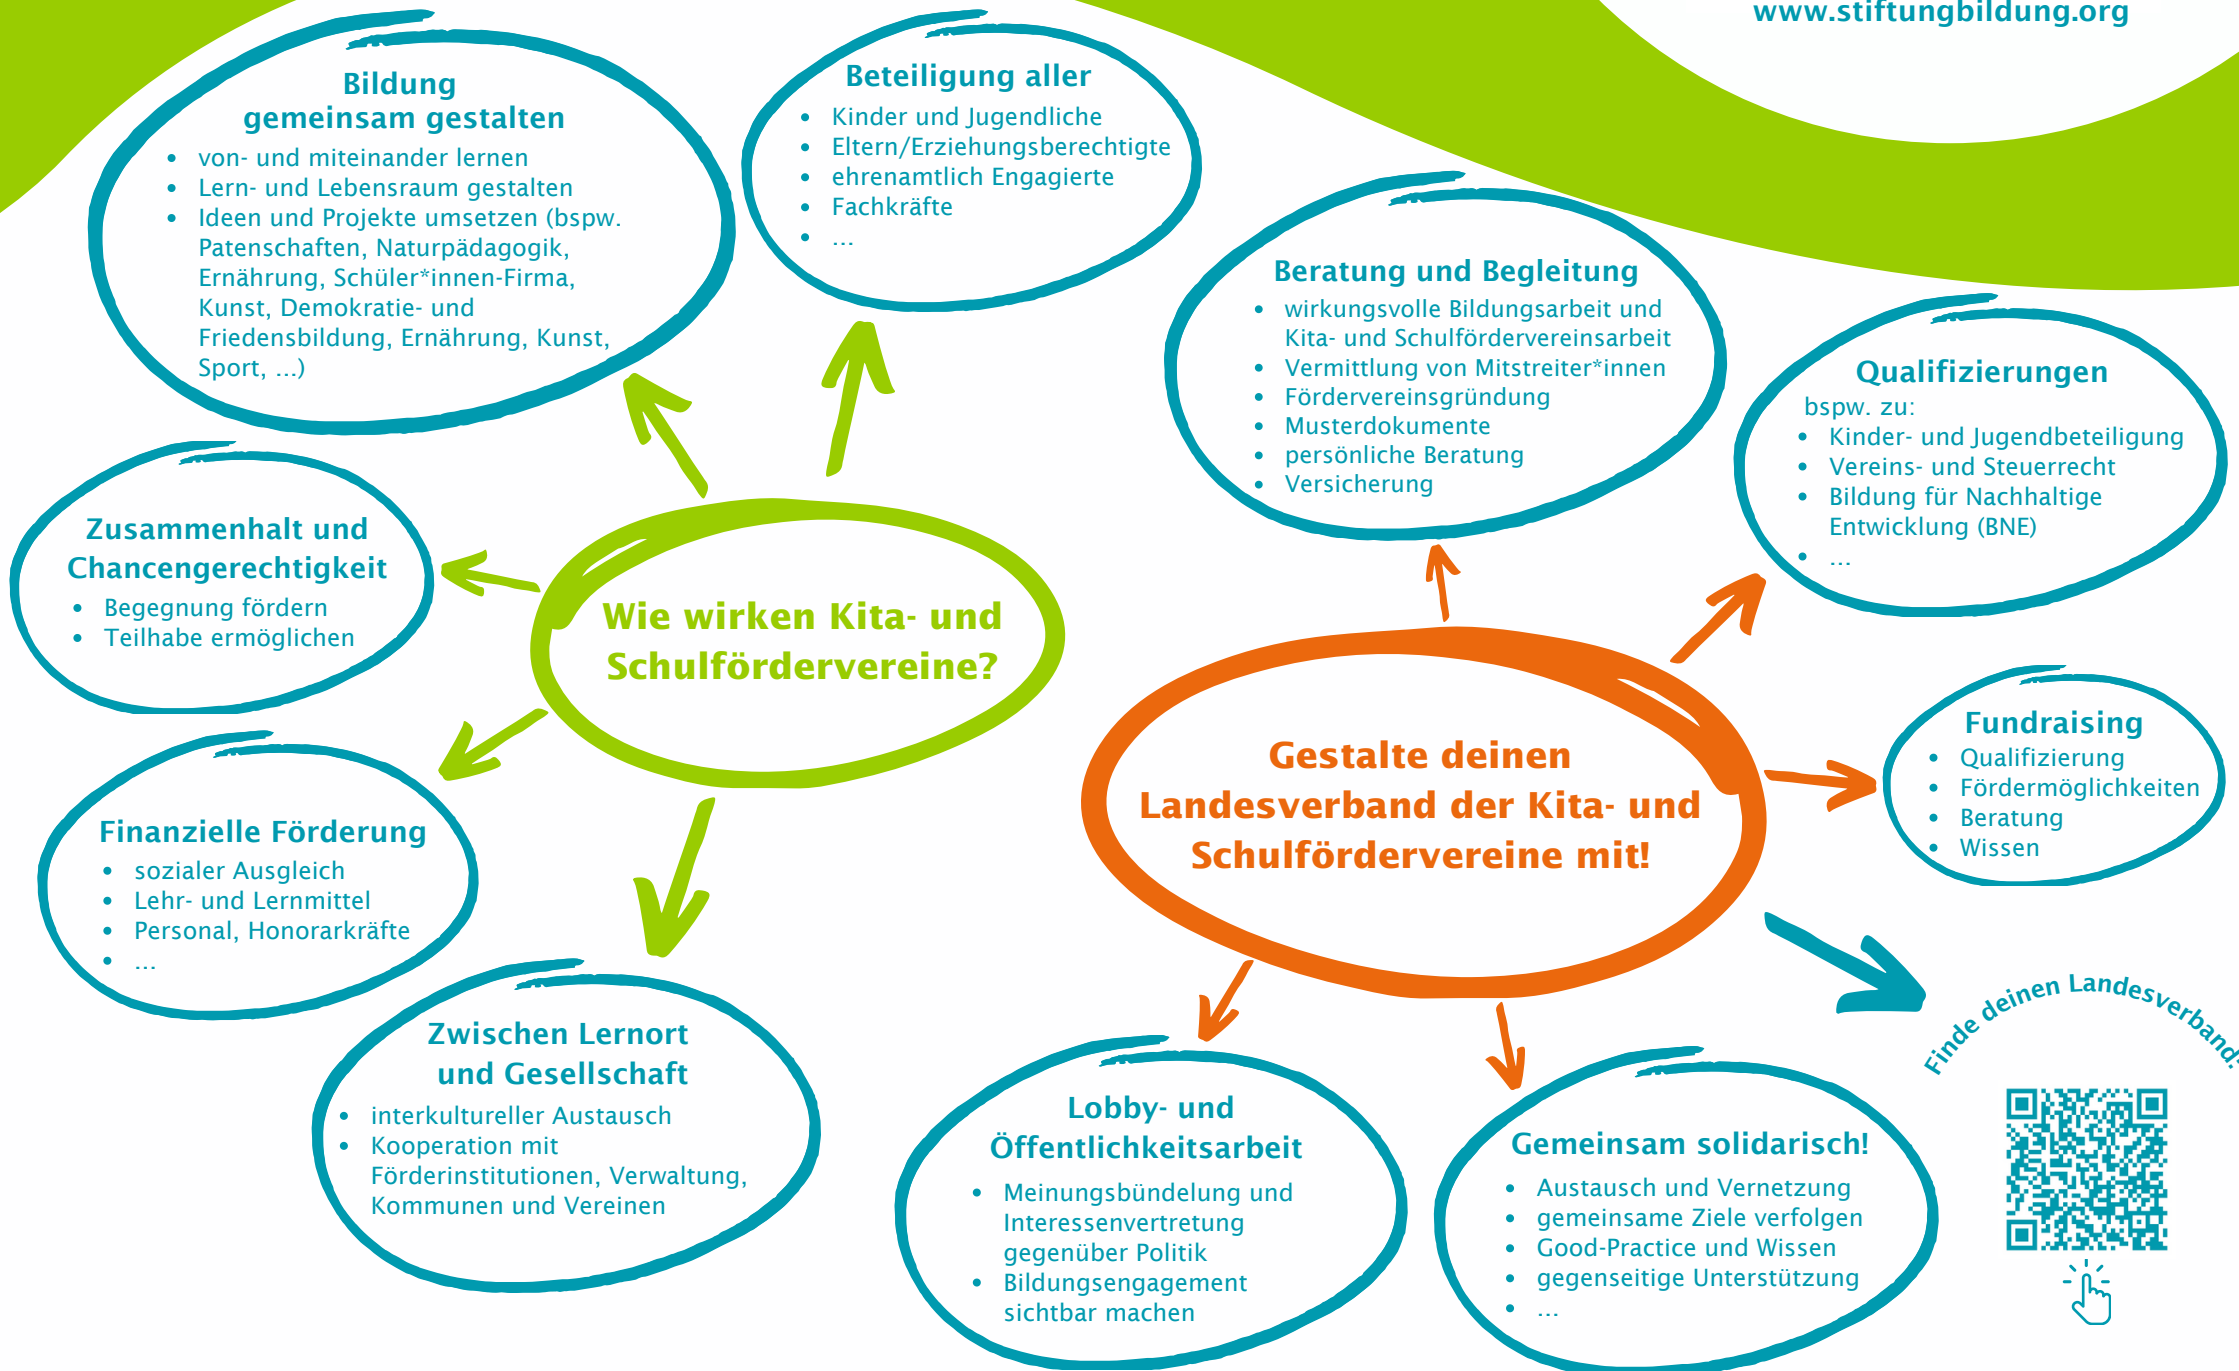 www.stiftungbildung.org
Bildung
gemeinsam gestalten
• von- und miteinander lernen
• Lern- und Lebensraum gestalten
• Ideen und Projekte umsetzen (bspw.
Patenschaften, Naturpädagogik,
Ernährung, Schüler*innen-Firma,
Kunst, Demokratie- und
Friedensbildung, Ernährung, Kunst,
Sport, ...)
Beteiligung aller
• Kinder und Jugendliche
• Eltern/Erziehungsberechtigte
• ehrenamtlich Engagierte
• Fachkräfte
• ...
Zusammenhalt und
Chancengerechtigkeit
• Begegnung fördern
• Teilhabe ermöglichen
Wie wirken Kita- und
Schulfördervereine?
Finanzielle Förderung
• sozialer Ausgleich
• Lehr- und Lernmittel
• Personal, Honorarkräfte
• ...
Zwischen Lernort
und Gesellschaft
• interkultureller Austausch
• Kooperation mit
Förderinstitutionen, Verwaltung,
Kommunen und Vereinen
Beratung und Begleitung
• wirkungsvolle Bildungsarbeit und
Kita- und Schulfördervereinsarbeit
• Vermittlung von Mitstreiter*innen
• Fördervereinsgründung
• Musterdokumente
• persönliche Beratung
• Versicherung
Qualifizierungen
bspw. zu:
• Kinder- und Jugendbeteiligung
• Vereins- und Steuerrecht
• Bildung für Nachhaltige
Entwicklung (BNE)
• ...
Gestalte deinen
Landesverband der Kita- und
Schulfördervereine mit!
Fundraising
• Qualifizierung
• Fördermöglichkeiten
• Beratung
• Wissen
Lobby- und
Öffentlichkeitsarbeit
• Meinungsbündelung und
Interessenvertretung
gegenüber Politik
• Bildungsengagement
sichtbar machen
Gemeinsam solidarisch!
• Austausch und Vernetzung
• gemeinsame Ziele verfolgen
• Good-Practice und Wissen
• gegenseitige Unterstützung
• ...
Finde deinen Landesverband!